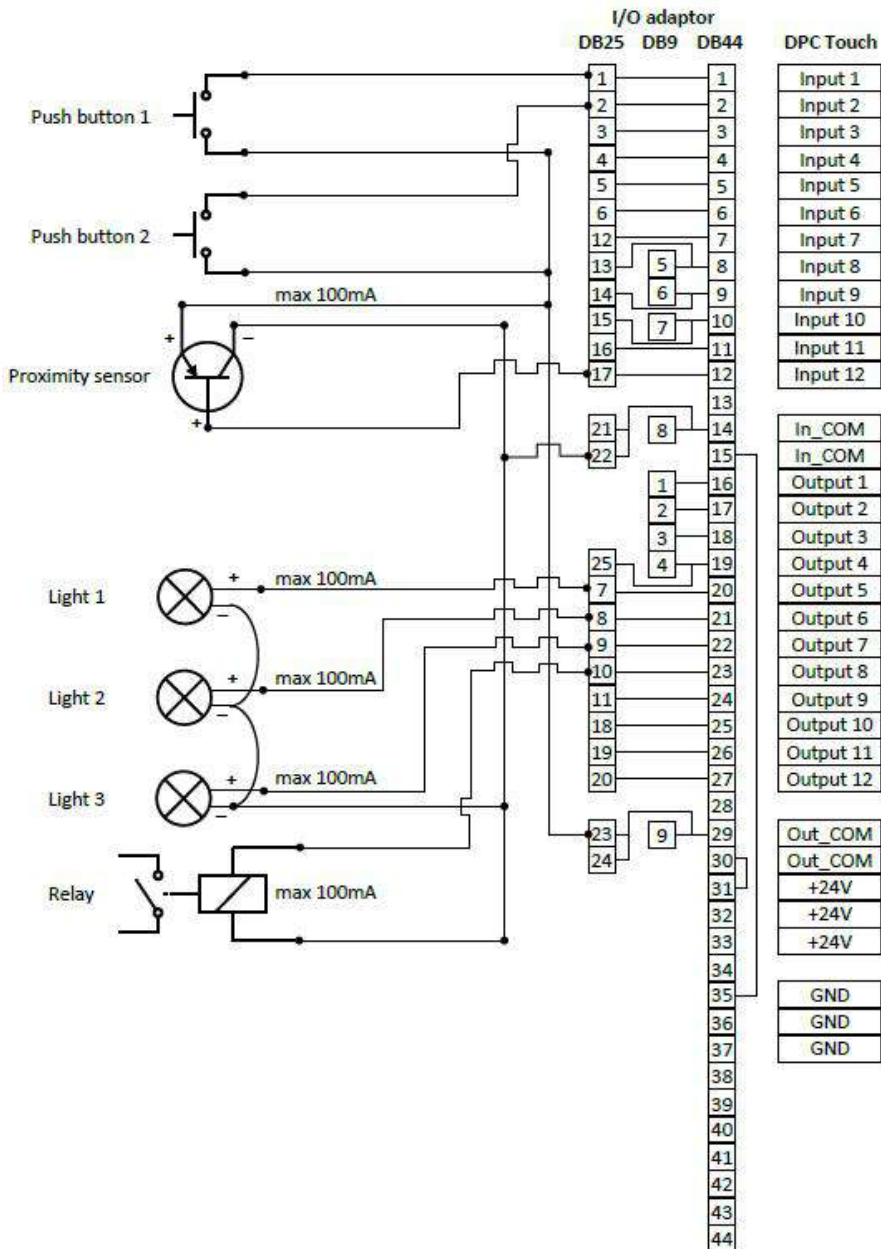 I/O adaptor
DB25 DB9 DB44 DPC Touch
1 1 Input 1
Push button 1
2 2 Input 2
3 3 Input 3
4 4 Input 4
5 5 Input 5
6 6 Input 6
Push button 2
12 7 Input 7
13 5 8 Input 8
max 100mA
14 6 9 Input 9
15 7 10 Input 10
+ −
16 11 Input 11
Proximity sensor
17 12 Input 12
13
+
21 8 14 In_COM
22 15 In_COM
1 16 Output 1
2 17 Output 2
3 18 Output 3
25 4 19 Output 4
+ max 100mA
Light 1
7 20 Output 5
−
8 21 Output 6
9 22 Output 7
+ max 100mA
10 23 Output 8
Light 2
−
11 24 Output 9
18 25 Output 10
19 26 Output 11
+ max 100mA
20 27 Output 12
Light 3
−
28
23 9 29 Out_COM
24 30 Out_COM
Relay max 100mA
31 +24V
32 +24V
33 +24V
34
35 GND
36 GND
37 GND
38
39
40
41
42
43
44